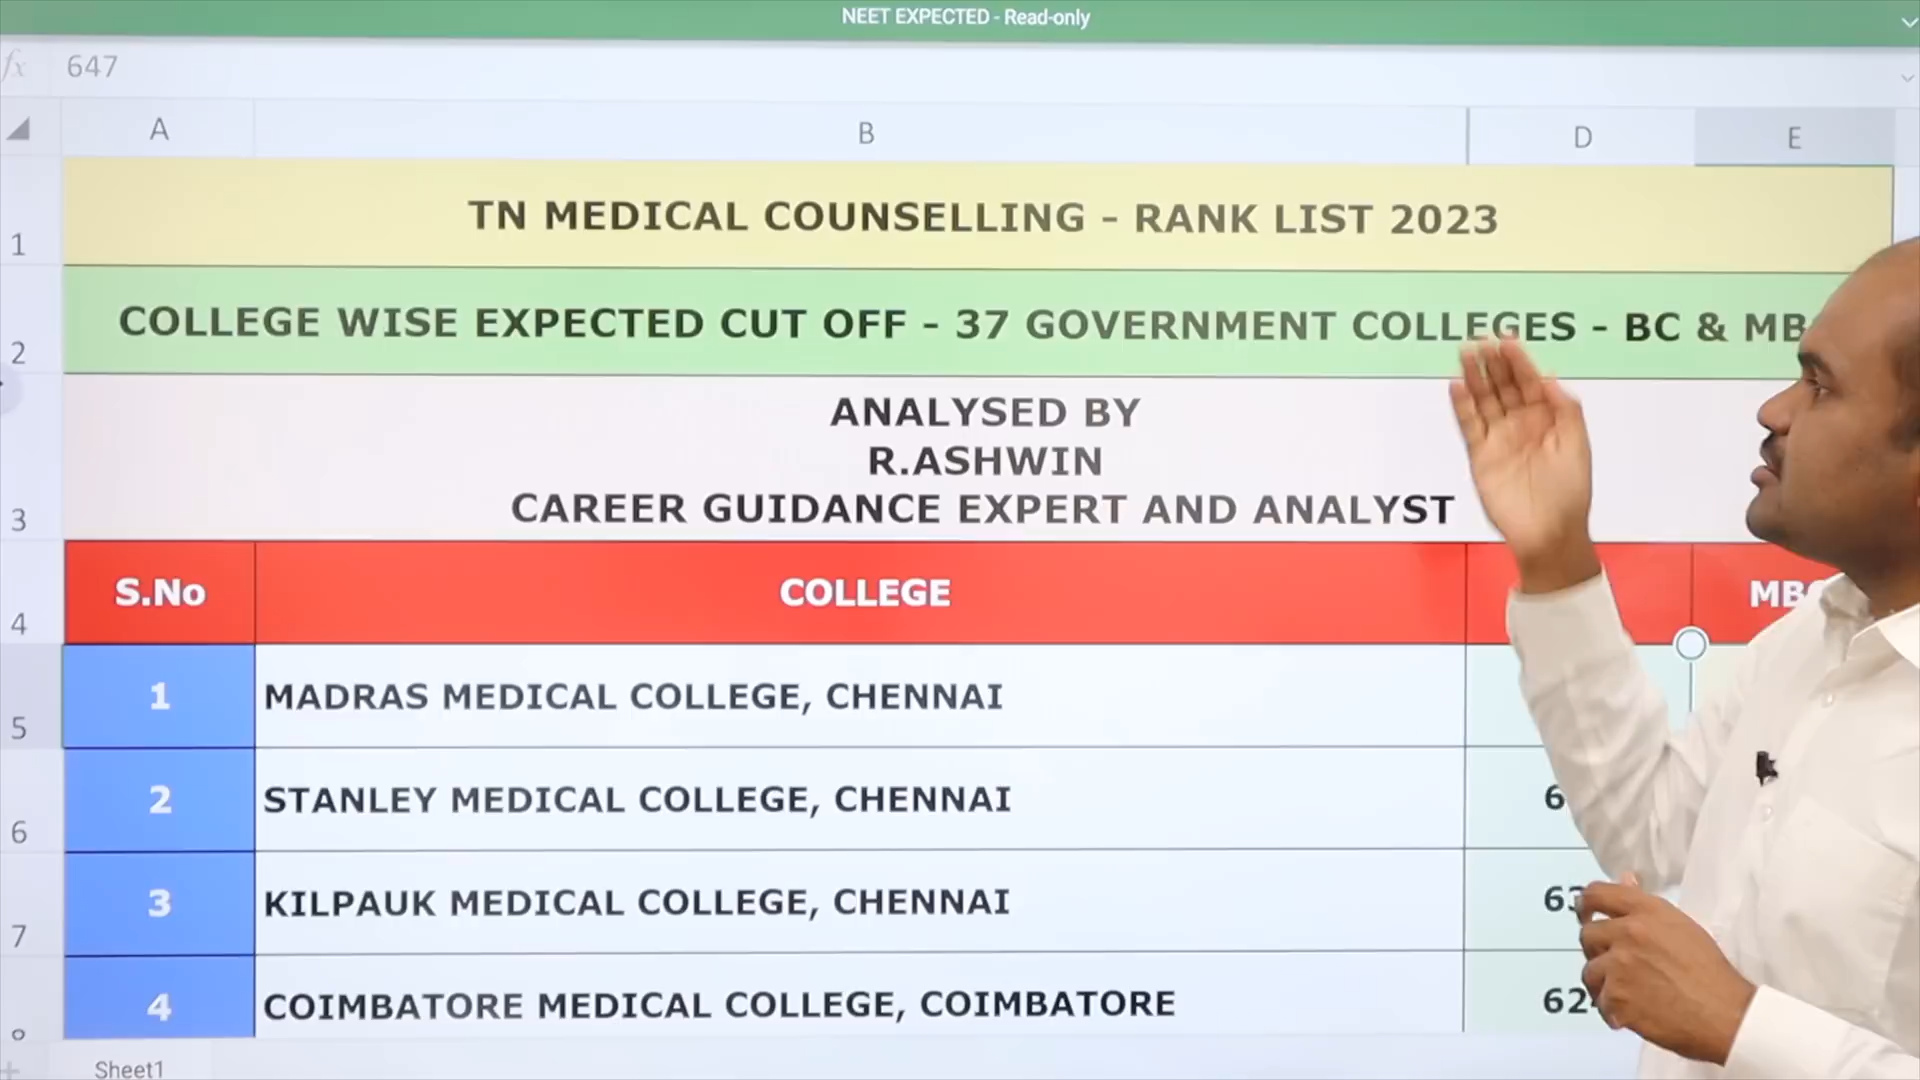 NEET EXPECTED - Read-only
fx 647
A B D E
1 TN MEDICAL COUNSELLING - RANK LIST 2023
2 COLLEGE WISE EXPECTED CUT OFF - 37 GOVERNMENT COLLEGES - BC &
3 ANALYSED BY
R.ASHWIN
CAREER GUIDANCE EXPERT AND ANALYST
4 S.No COLLEGE
5 1 MADRAS MEDICAL COLLEGE, CHENNAI
6 2 STANLEY MEDICAL COLLEGE, CHENNAI
7 3 KILPAUK MEDICAL COLLEGE, CHENNAI
8 4 COIMBATORE MEDICAL COLLEGE, COIMBATORE
Sheet1